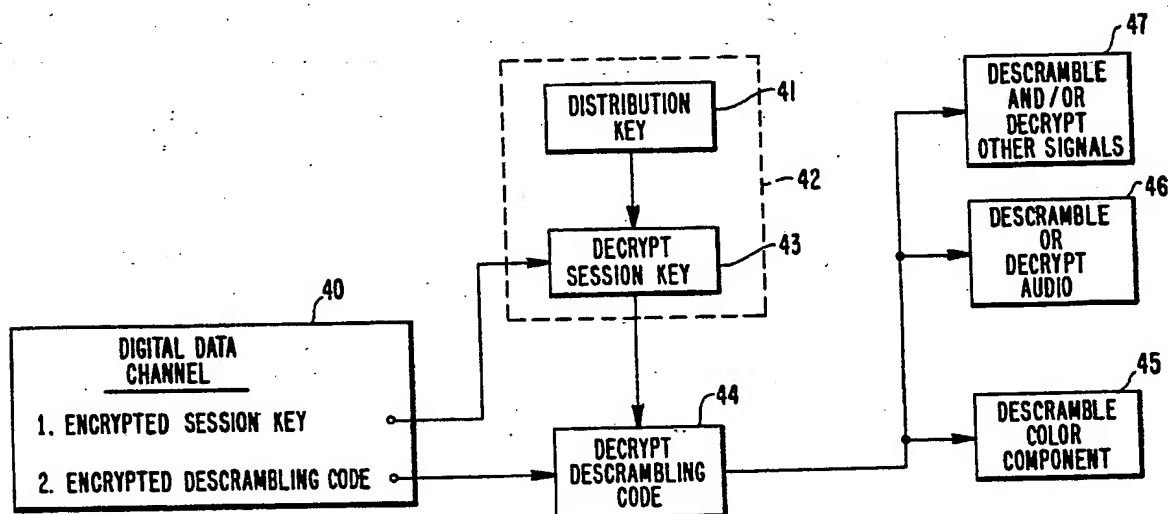 40
DIGITAL DATA
CHANNEL
1. ENCRYPTED SESSION KEY
2. ENCRYPTED DESCRAMBLING CODE
41
DISTRIBUTION
KEY
42
43
DECRYPT
SESSION KEY
44
DECRYPT
DESCRAMBLING
CODE
47
DESCRAMBLE
AND/OR
DECRYPT
OTHER SIGNALS
46
DESCRAMBLE
OR
DECRYPT
AUDIO
45
DESCRAMBLE
COLOR
COMPONENT